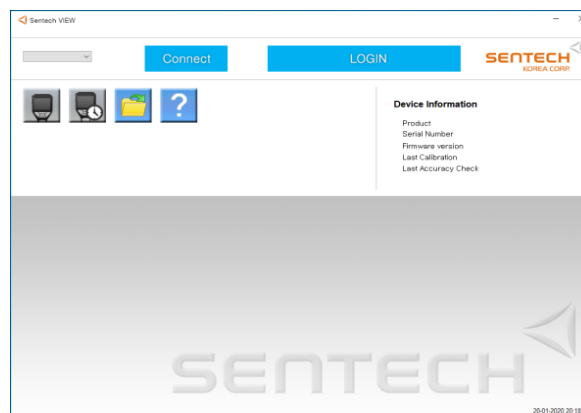 Sentech VIEW
Connect
LOGIN
SENTECH
KOREA CORP.
?
Device Information
Product
Serial Number
Firmware version
Last Calibration
Last Accuracy Check
SENTECH
20-01-2020 20:18